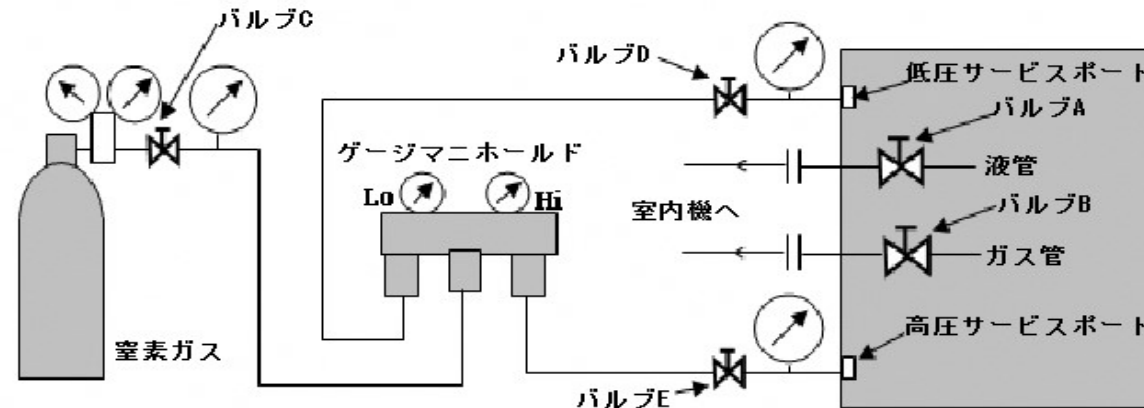 バルブC
バルブD
低圧サービスポート
バルブA
ゲージマニホールド
液管
Lo
Hi
室内機へ
バルブB
ガス管
窒素ガス
高圧サービスポート
バルブE